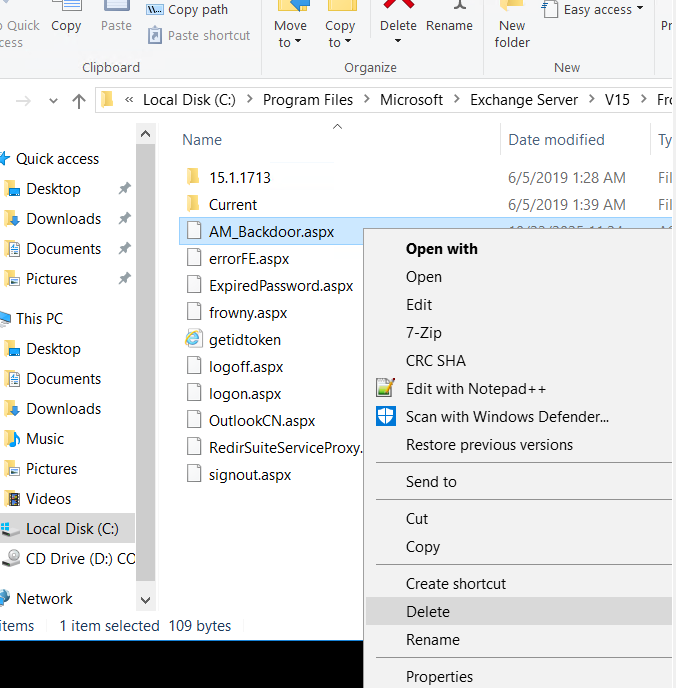 Quick
ccess
Copy
Paste
Copy path
Paste shortcut
Move
to
Copy
to
Delete
Rename
New
folder
Easy access
Clipboard
Organize
New
« Local Disk (C:) > Program Files > Microsoft > Exchange Server > V15 > Fro
Name
Date modified
Ty
Quick access
Desktop
Downloads
Documents
Pictures
This PC
Desktop
Documents
Downloads
Music
Pictures
Videos
Local Disk (C:)
CD Drive (D:) CO
Network
15.1.1713 6/5/2019 1:28 AM Fil
Current 6/5/2019 1:39 AM Fil
AM_Backdoor.aspx
errorFE.aspx
ExpiredPassword.aspx
frowny.aspx
getidtoken
logoff.aspx
logon.aspx
OutlookCN.aspx
RedirSuiteServiceProxy.
signout.aspx
Open with
Open
Edit
7-Zip
CRC SHA
Edit with Notepad++
Scan with Windows Defender...
Restore previous versions
Send to
Cut
Copy
Create shortcut
Delete
Rename
Properties
items 1 item selected 109 bytes